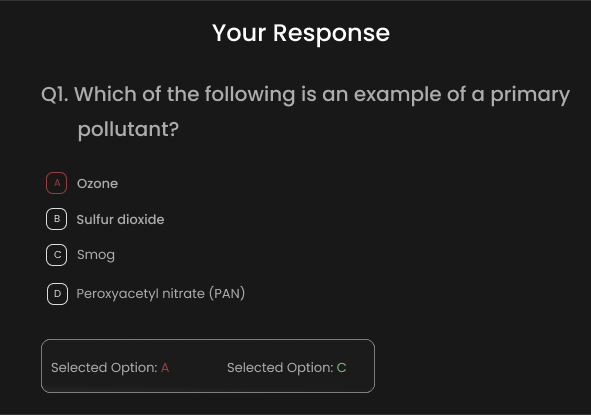 Your Response
Q1. Which of the following is an example of a primary
pollutant?
A Ozone
B Sulfur dioxide
C Smog
D Peroxyacetyl nitrate (PAN)
Selected Option: A Selected Option: C